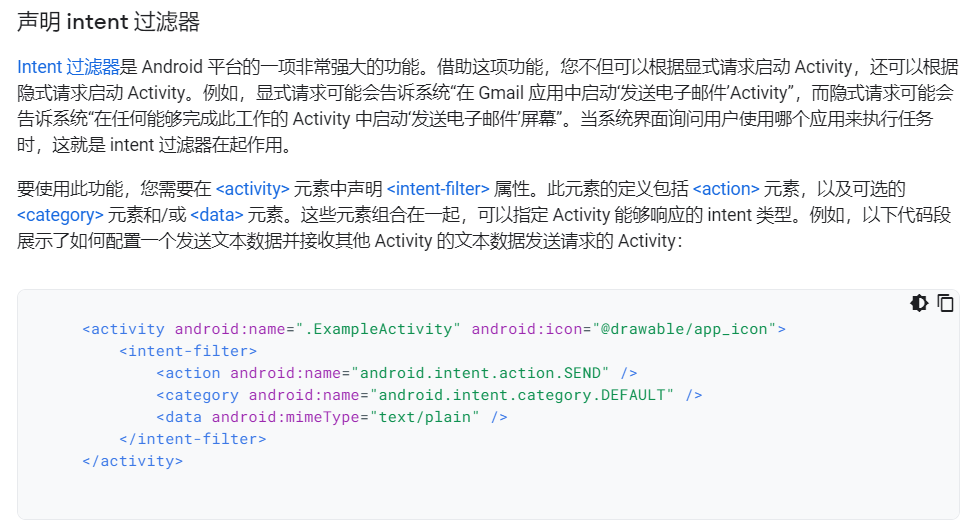 声明 intent 过滤器
Intent 过滤器是 Android 平台的一项非常强大的功能。借助这项功能，您不但可以根据显式请求启动 Activity，还可以根据
隐式请求启动 Activity。例如，显式请求可能会告诉系统“在 Gmail 应用中启动‘发送电子邮件’Activity”，而隐式请求可能会
告诉系统“在任何能够完成此工作的 Activity 中启动‘发送电子邮件’屏幕”。当系统界面询问用户使用哪个应用来执行任务
时，这就是 intent 过滤器在起作用。
要使用此功能，您需要在 <activity> 元素中声明 <intent-filter> 属性。此元素的定义包括 <action> 元素，以及可选的
<category> 元素和/或 <data> 元素。这些元素组合在一起，可以指定 Activity 能够响应的 intent 类型。例如，以下代码段
展示了如何配置一个发送文本数据并接收其他 Activity 的文本数据发送请求的 Activity：
<activity android:name=".ExampleActivity" android:icon="@drawable/app_icon">
    <intent-filter>
        <action android:name="android.intent.action.SEND" />
        <category android:name="android.intent.category.DEFAULT" />
        <data android:mimeType="text/plain" />
    </intent-filter>
</activity>